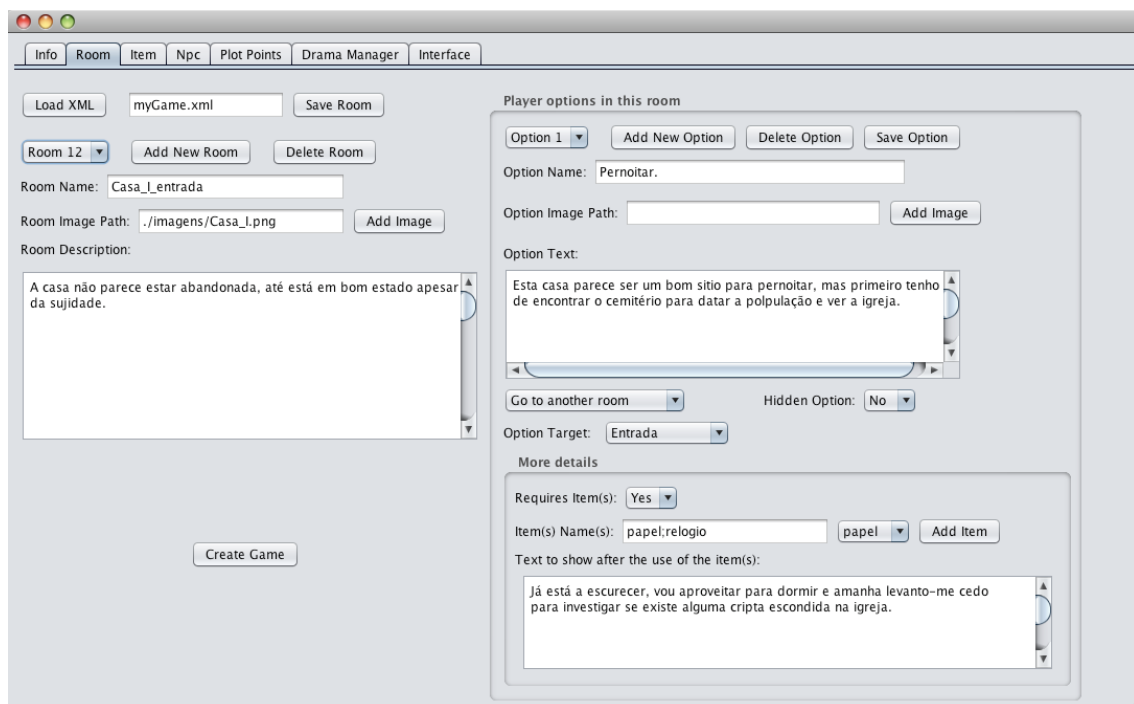 Info Room Item Npc Plot Points Drama Manager Interface
Load XML myGame.xml Save Room
Room 12 Add New Room Delete Room
Room Name: Casa_I_entrada
Room Image Path: ./imagens/Casa_I.png Add Image
Room Description:
A casa não parece estar abandonada, até está em bom estado apesar
da sujidade.
Create Game
Player options in this room
Option 1 Add New Option Delete Option Save Option
Option Name: Pernoitar.
Option Image Path: Add Image
Option Text:
Esta casa parece ser um bom sitio para pernoitar, mas primeiro tenho
de encontrar o cemitério para datar a polpulação e ver a igreja.
Go to another room Hidden Option: No
Option Target: Entrada
More details
Requires Item(s): Yes
Item(s) Name(s): papel;relogio papel Add Item
Text to show after the use of the item(s):
Já está a escurecer, vou aproveitar para dormir e amanha levanto-me cedo
para investigar se existe alguma cripta escondida na igreja.